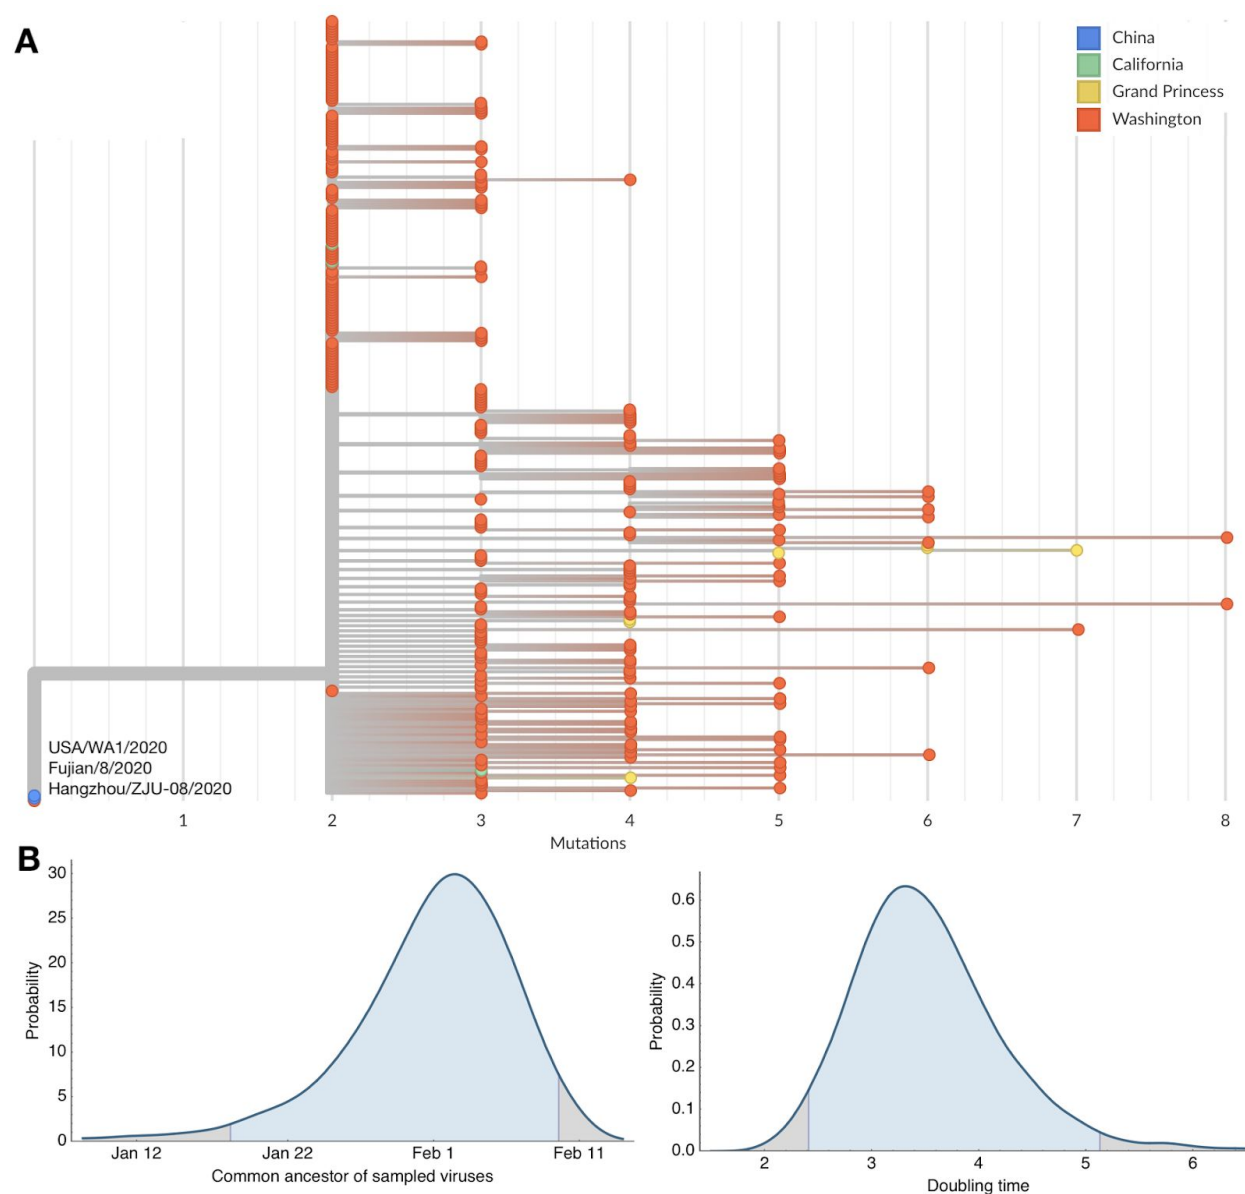 A
China
California
Grand Princess
Washington
USA/WA1/2020
Fujian/8/2020
Hangzhou/ZJU-08/2020
1 2 3 4 5 6 7 8
Mutations
B
30
25
20
15
10
5
0
Probability
Jan 12 Jan 22 Feb 1 Feb 11
Common ancestor of sampled viruses
0.6
0.5
0.4
0.3
0.2
0.1
0.0
Probability
2 3 4 5 6
Doubling time